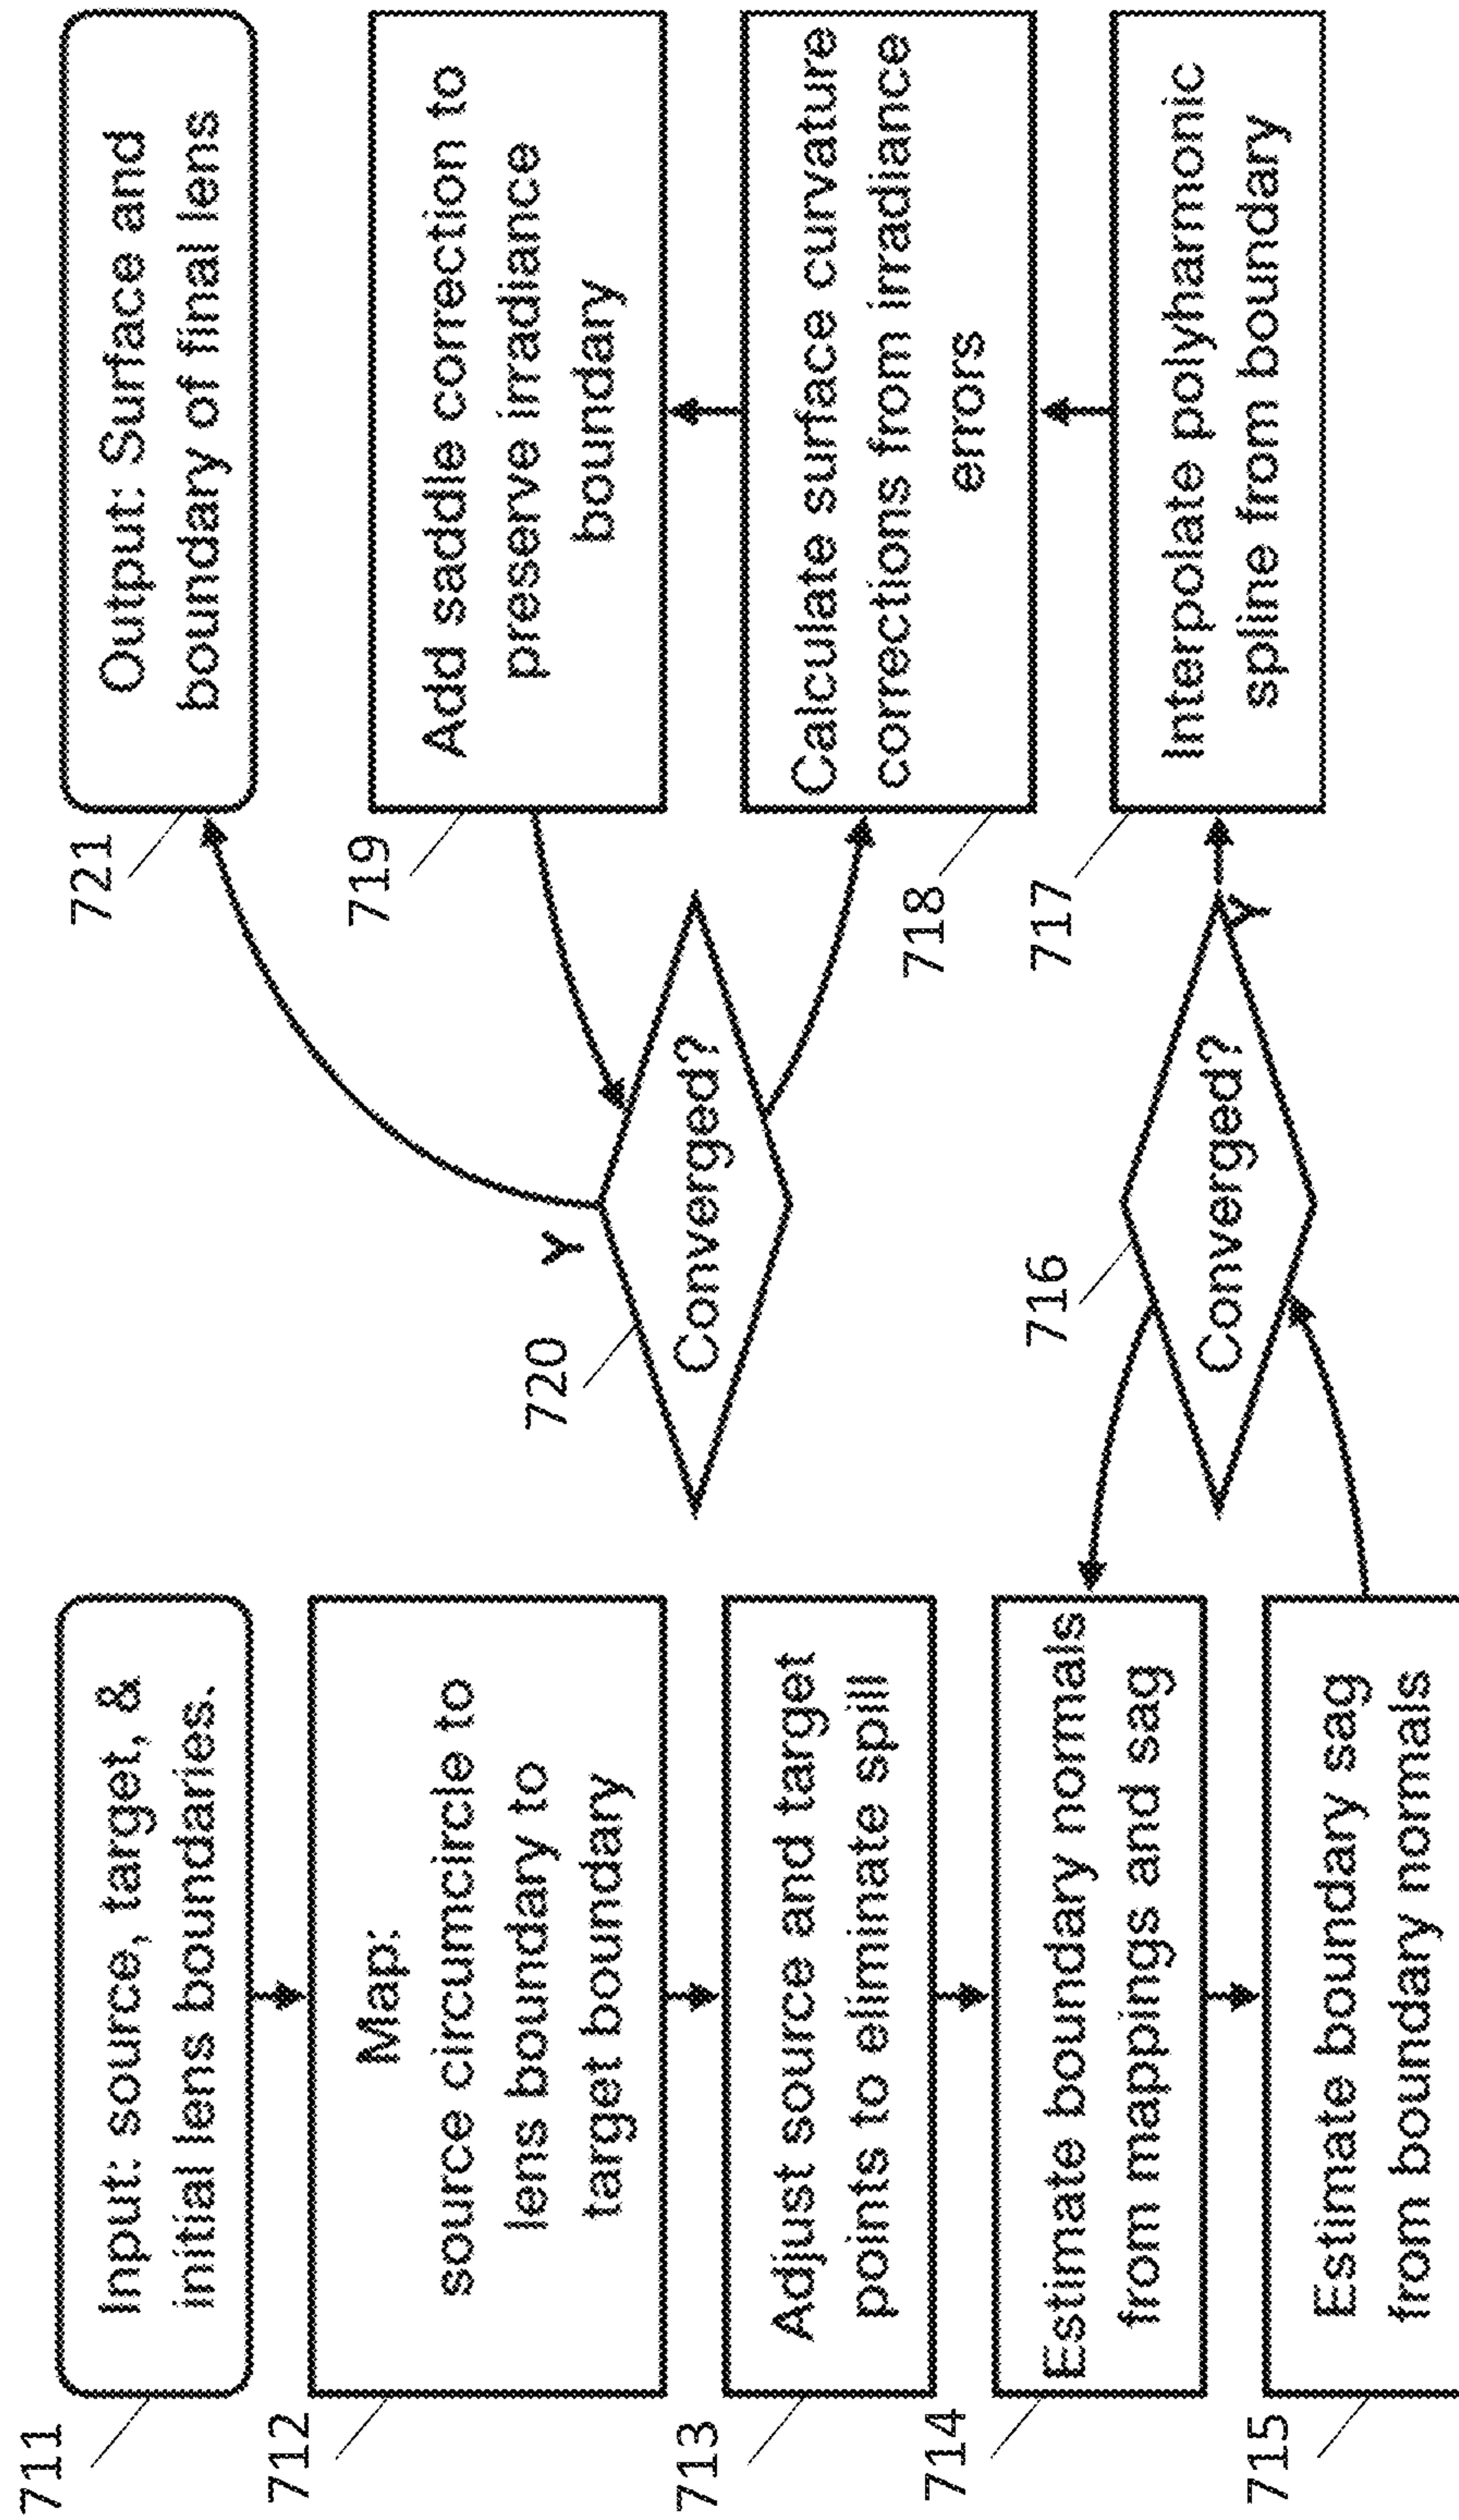 711
Input: source, target, &
initial lens boundaries.
712
Map:
source circumcircle to
lens boundary to
target boundary
713
Adjust source and target
points to eliminate spill
714
Estimate boundary normals
from mappings and sag
715
Estimate boundary sag
from boundary normals
716
Converged?
Y
717
Interpolate polyharmonic
spline from boundary
718
Calculate surface curvature
corrections from irradiance
errors
719
Add saddle correction to
preserve irradiance
boundary
720
Converged?
Y
721
Output: Surface and
boundary of final lens